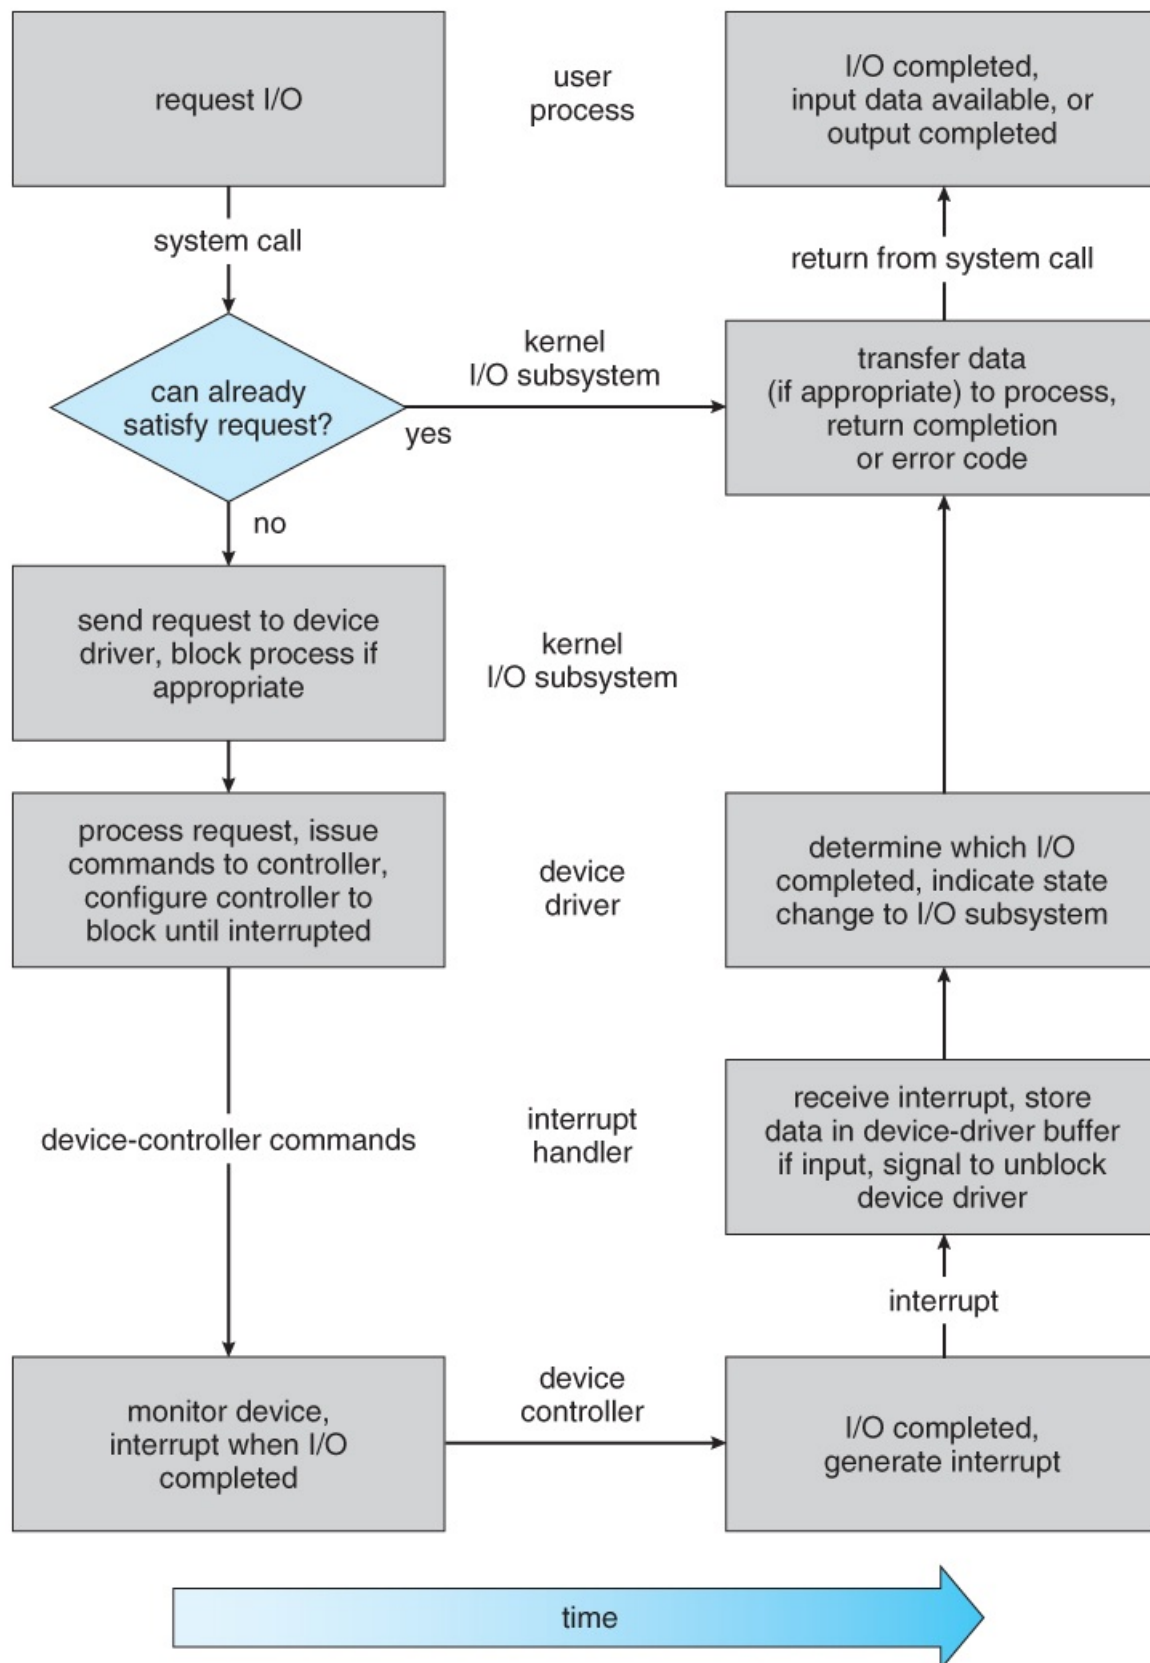 request I/O
user
process
I/O completed,
input data available, or
output completed
system call
return from system call
can already
satisfy request?
kernel
I/O subsystem
yes
transfer data
(if appropriate) to process,
return completion
or error code
no
send request to device
driver, block process if
appropriate
kernel
I/O subsystem
process request, issue
commands to controller,
configure controller to
block until interrupted
device
driver
determine which I/O
completed, indicate state
change to I/O subsystem
device-controller commands
interrupt
handler
receive interrupt, store
data in device-driver buffer
if input, signal to unblock
device driver
interrupt
monitor device,
interrupt when I/O
completed
device
controller
I/O completed,
generate interrupt
time